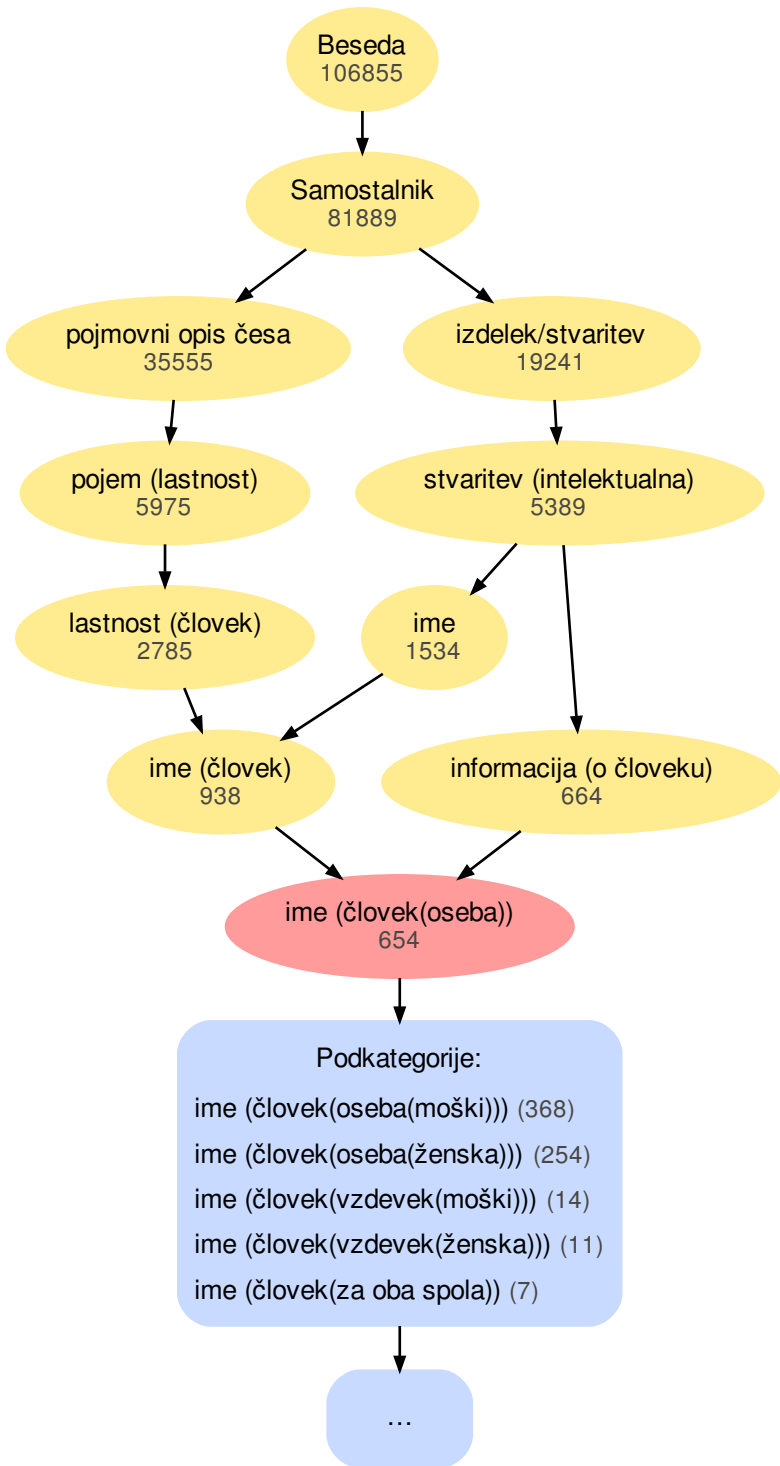 Beseda
106855
Samostalnik
81889
pojmovni opis česa
35555
izdelek/stvaritev
19241
pojem (lastnost)
5975
stvaritev (intelektualna)
5389
lastnost (človek)
2785
ime
1534
ime (človek)
938
informacija (o človeku)
664
ime (človek(oseba))
654
Podkategorije:
ime (človek(oseba(moški))) (368)
ime (človek(oseba(ženska))) (254)
ime (človek(vzdevek(moški))) (14)
ime (človek(vzdevek(ženska))) (11)
ime (človek(za oba spola)) (7)
...